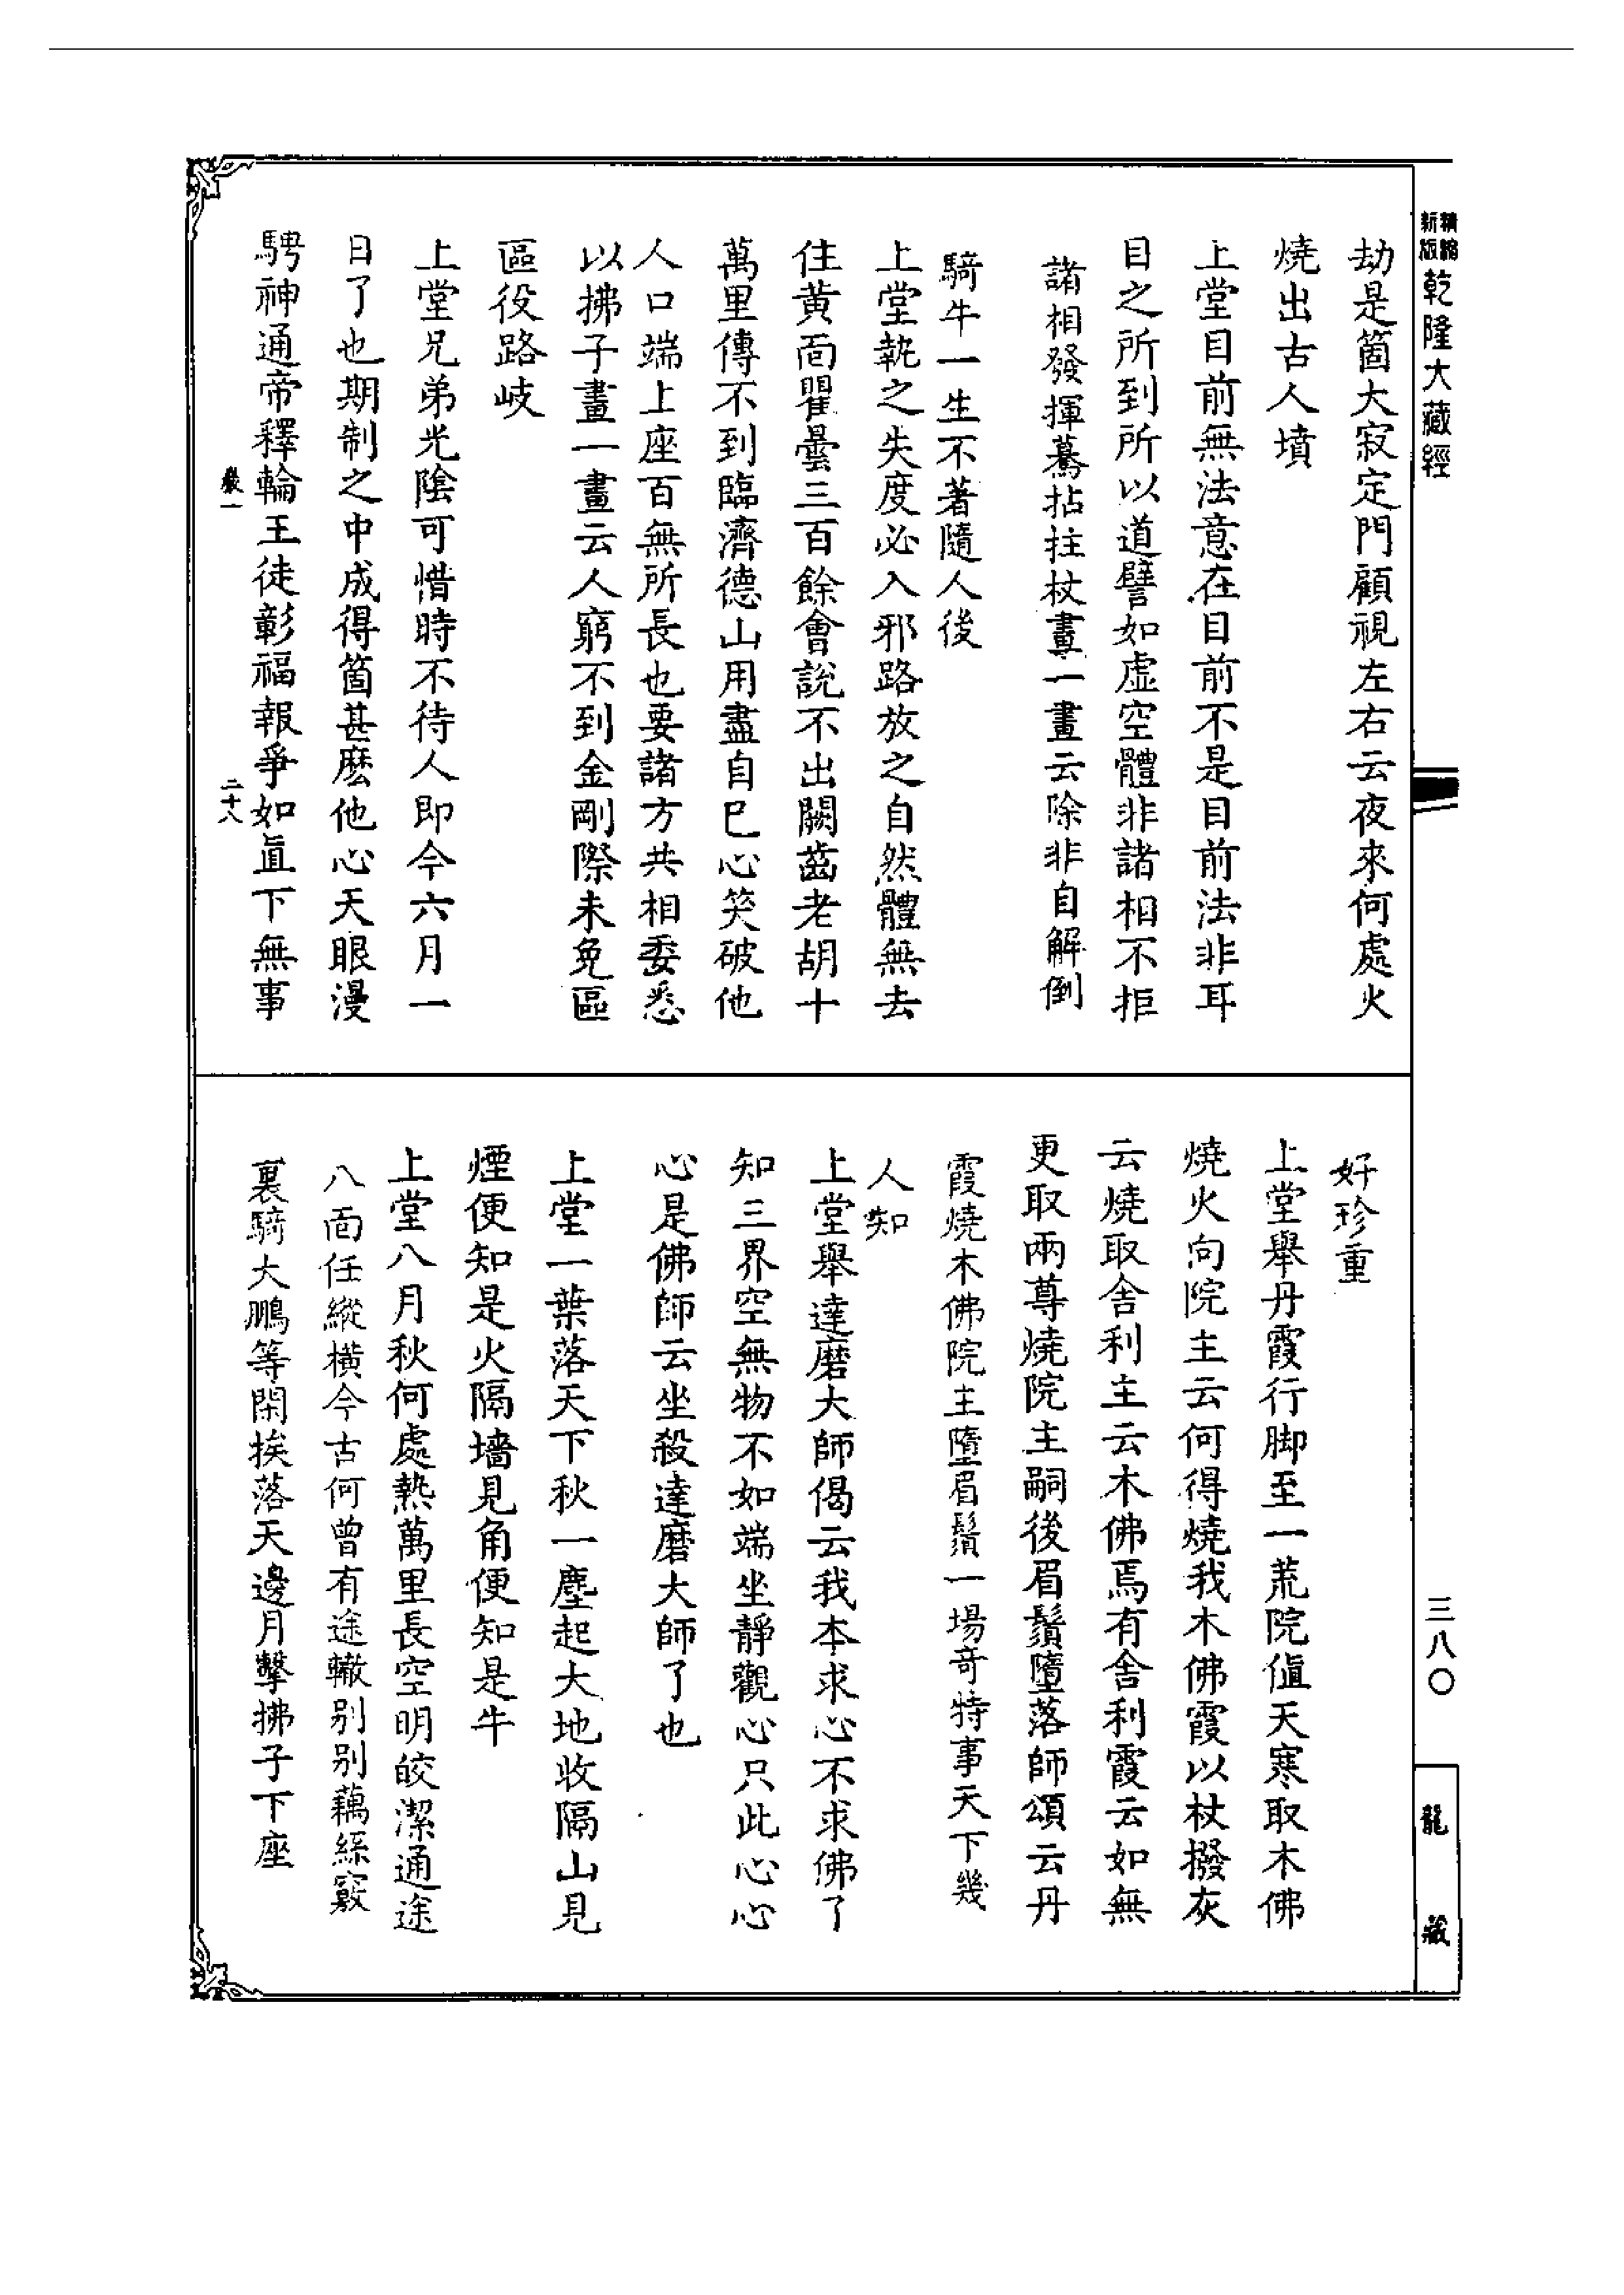 精縮新版乾隆大藏經
三八〇
龍藏
劫是箇大寂定門顧視左右云夜來何處火
燒出古人墳
上堂目前無法意在目前不是目前法非耳
目之所到所以道譬如虛空體非諸相不拒
諸相發揮驀拈拄杖畫一畫云除非自解倒
騎牛一生不著隨人後
上堂執之失度必入邪路放之自然體無去
住黃面瞿曇三百餘會說不出闕齒老胡十
萬里傳不到臨濟德山用盡自己心笑破他
人口端上座百無所長也要諸方共相委悉
以拂子畫一畫云人窮不到金剛際未免區
區役路岐
上堂兄弟光陰可惜時不待人即今六月一
日了也期制之中成得箇甚麽他心天眼漫
騁神通帝釋輪王徒彰福報爭如直下無事
嚴一
二十八
好珍重
上堂舉丹霞行脚至一荒院值天寒取木佛
燒火向院主云何得燒我木佛霞以杖撥灰
云燒取舍利主云木佛焉有舍利霞云如無
更取兩尊燒院主嗣後眉鬚墮落師頌云丹
霞燒木佛院主墮眉鬚一場奇特事天下幾
人知
上堂舉達磨大師偈云我本求心不求佛了
知三界空無物不如端坐靜觀心只此心心
心是佛師云坐殺達磨大師了也
上堂一葉落天下秋一塵起大地收隔山見
煙便知是火隔墻見角便知是牛
上堂八月秋何處熱萬里長空明皎潔通途
八面任縱橫今古何曾有途轍别别藕絲竅
裏騎大鵬等閑挨落天邊月擊拂子下座